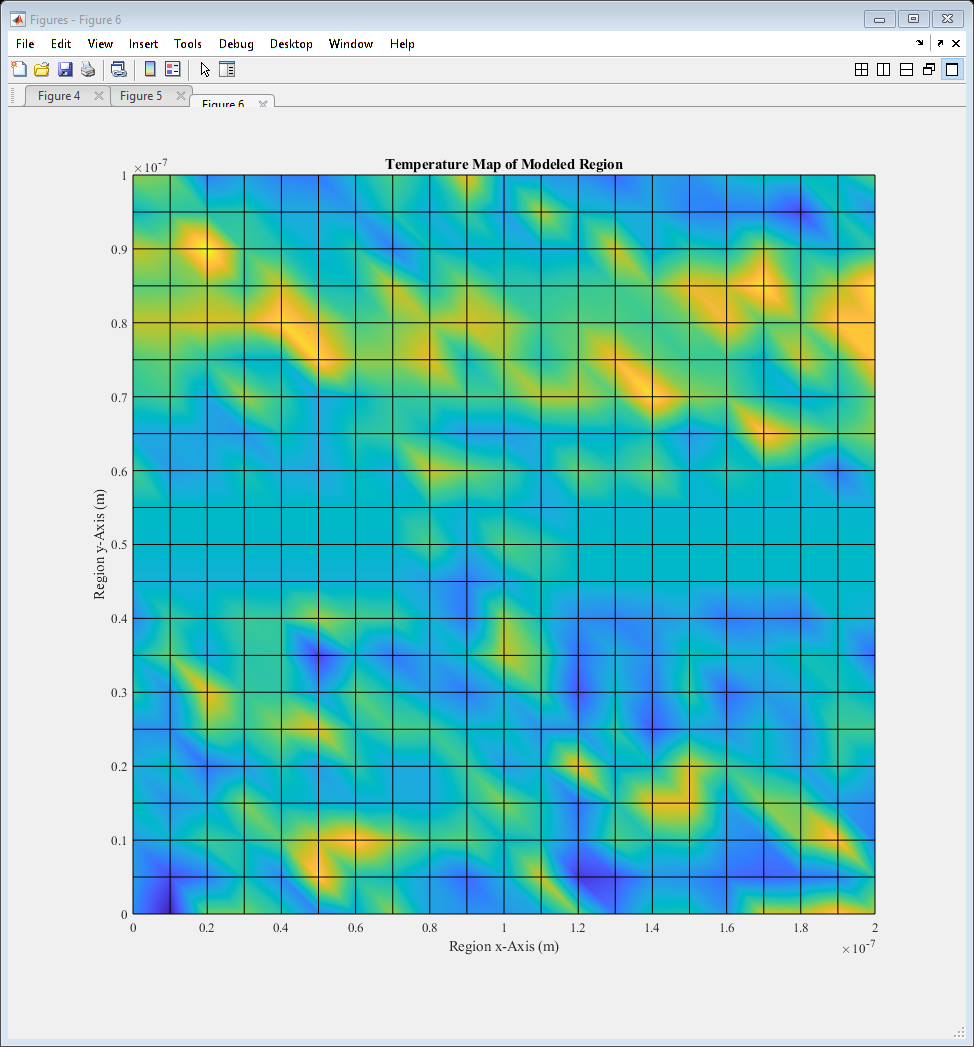 Figures - Figure 6
File Edit View Insert Tools Debug Desktop Window Help
Figure 4 Figure 5 Figure 6
Temperature Map of Modeled Region
×10-7
1
0.9
0.8
0.7
0.6
0.5
0.4
0.3
0.2
0.1
0
Region y-Axis (m)
0 0.2 0.4 0.6 0.8 1 1.2 1.4 1.6 1.8 2
Region x-Axis (m)
×10-7